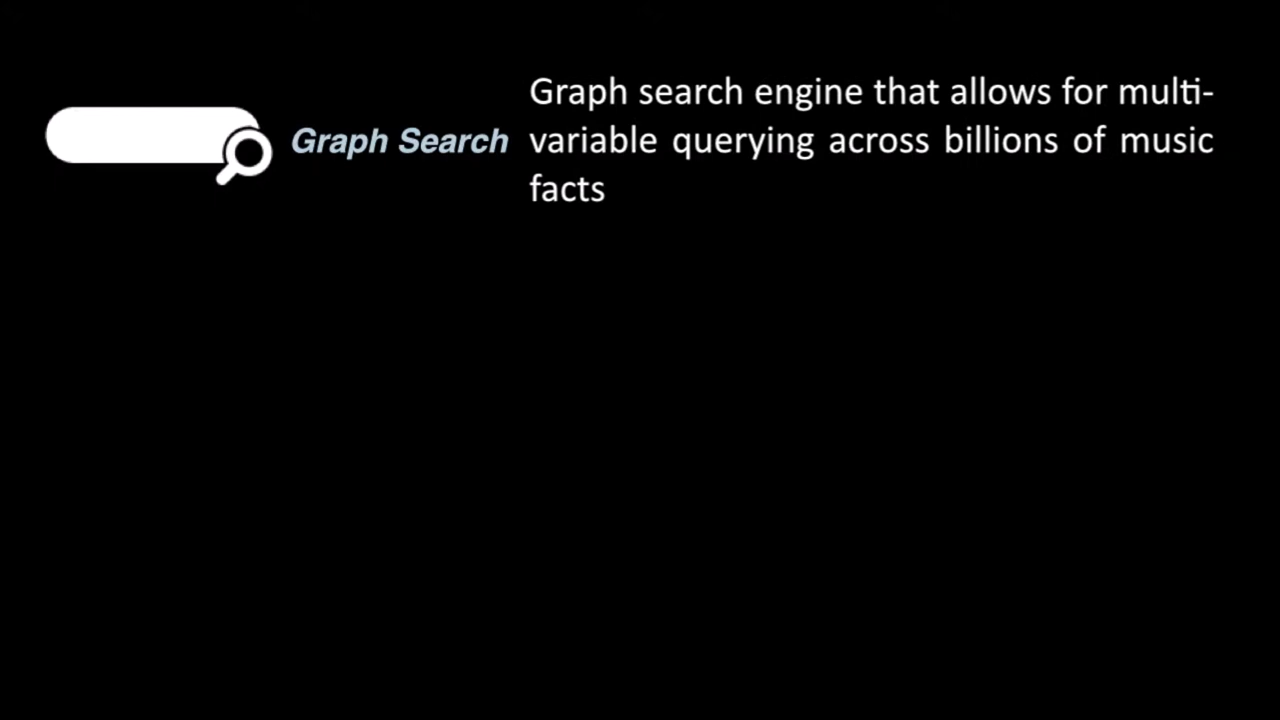 Graph Search
Graph search engine that allows for multi-
variable querying across billions of music
facts